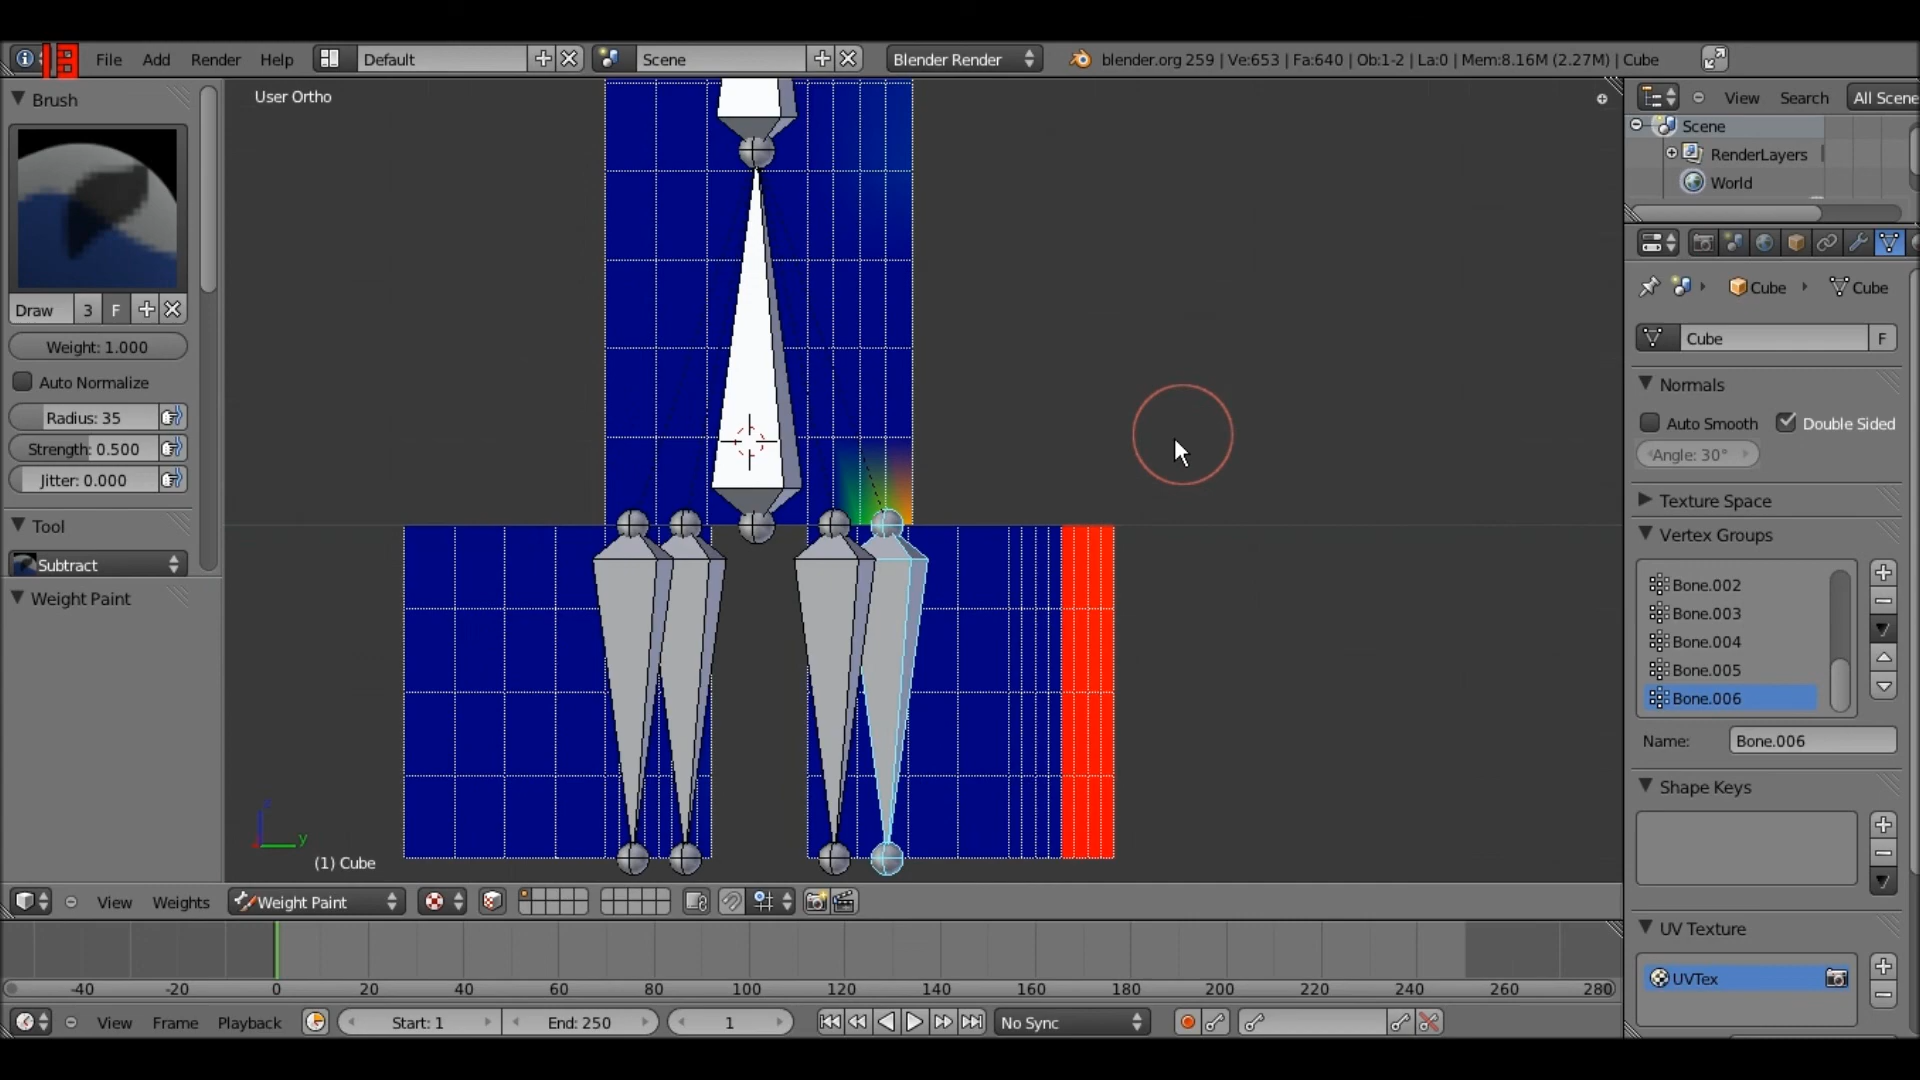 File Add Render Help Default Scene Blender Render blender.org 259 | Ve:653 | Fa:640 | Ob:1-2 | La:0 | Mem:8.16M (2.27M) | Cube
Brush
User Ortho
View Search All Scene
Scene
RenderLayers
World
Draw 3 F
Weight: 1.000
Auto Normalize
Radius: 35
Strength: 0.500
Jitter: 0.000
Tool
Subtract
Weight Paint
Cube Cube
Cube F
Normals
Auto Smooth Double Sided
Angle: 30°
Texture Space
Vertex Groups
Bone.002
Bone.003
Bone.004
Bone.005
Bone.006
Name: Bone.006
Shape Keys
UV Texture
UVTex
z
y
(1) Cube
View Weights Weight Paint
-40 -20 0 20 40 60 80 100 120 140 160 180 200 220 240 260 280
View Frame Playback Start: 1 End: 250 1 No Sync